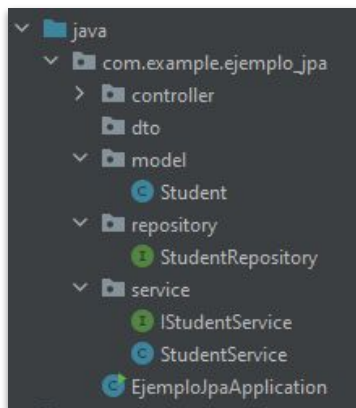 java
com.example.ejemplo_jpa
controller
dto
model
C Student
repository
I StudentRepository
service
I IStudentService
C StudentService
C EjemploJpaApplication